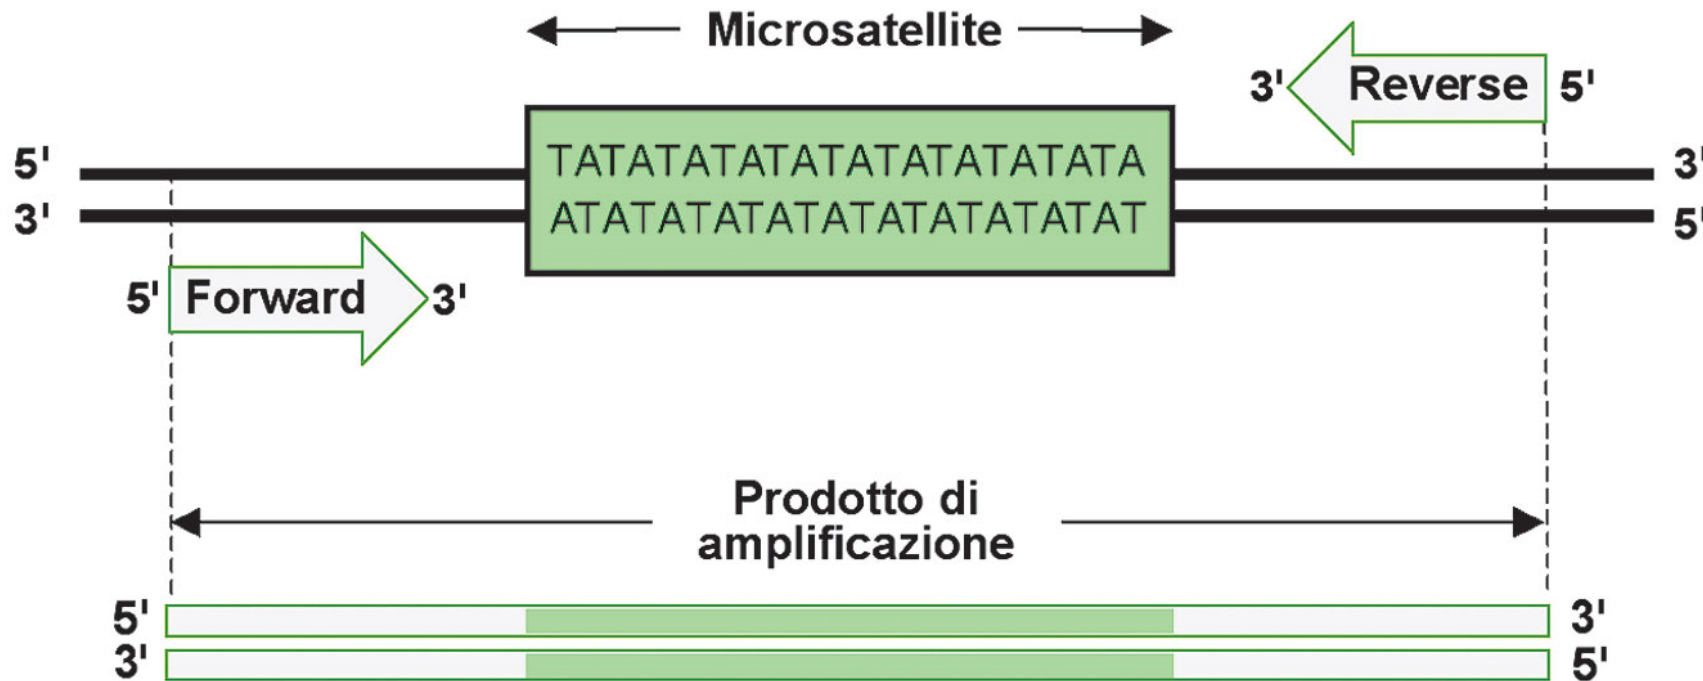 Microsatellite
3' Reverse 5'
5' TATATATATATATATATATATA 3'
3' ATATATATATATATATATATAT 5'
5' Forward 3'
Prodotto di
amplificazione
5' 3'
3' 5'